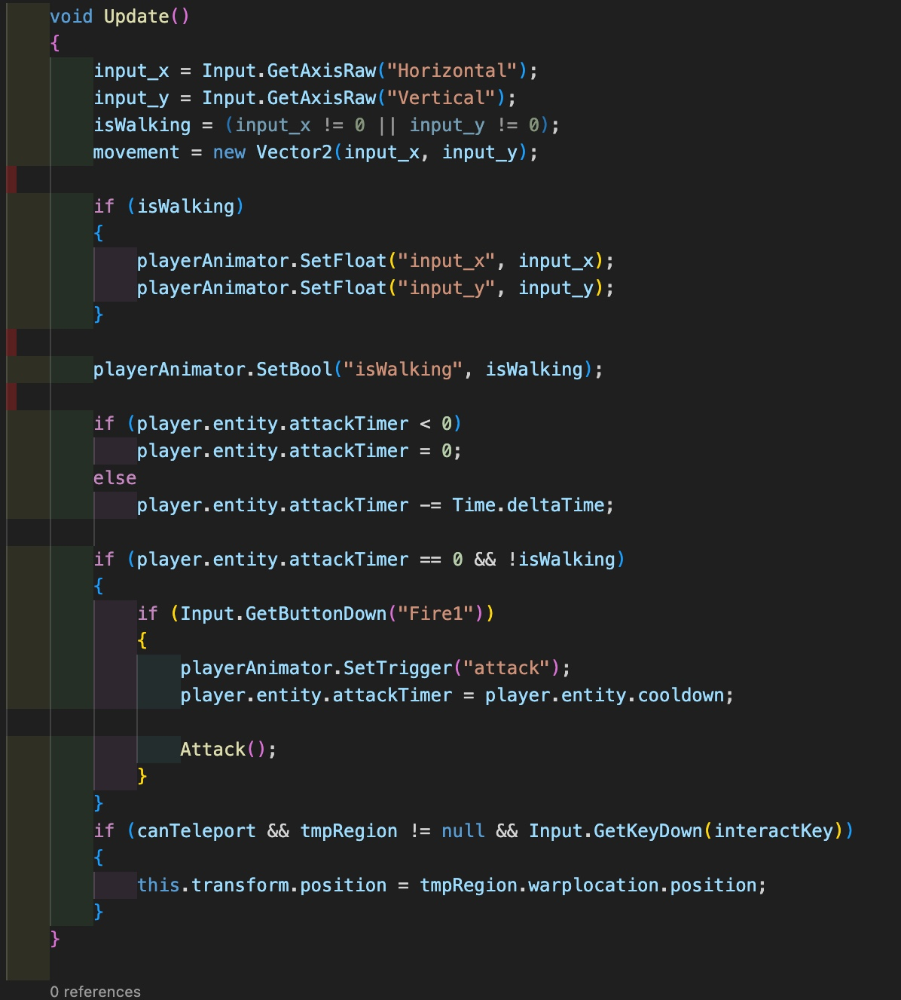 void Update()
{
input_x = Input.GetAxisRaw("Horizontal");
input_y = Input.GetAxisRaw("Vertical");
isWalking = (input_x != 0 || input_y != 0);
movement = new Vector2(input_x, input_y);
if (isWalking)
{
playerAnimator.SetFloat("input_x", input_x);
playerAnimator.SetFloat("input_y", input_y);
}
playerAnimator.SetBool("isWalking", isWalking);
if (player.entity.attackTimer < 0)
player.entity.attackTimer = 0;
else
player.entity.attackTimer -= Time.deltaTime;
if (player.entity.attackTimer == 0 && !isWalking)
{
if (Input.GetButtonDown("Fire1"))
{
playerAnimator.SetTrigger("attack");
player.entity.attackTimer = player.entity.cooldown;
Attack();
}
}
if (canTeleport && tmpRegion != null && Input.GetKeyDown(interactKey))
{
this.transform.position = tmpRegion.warplocation.position;
}
}
0 references